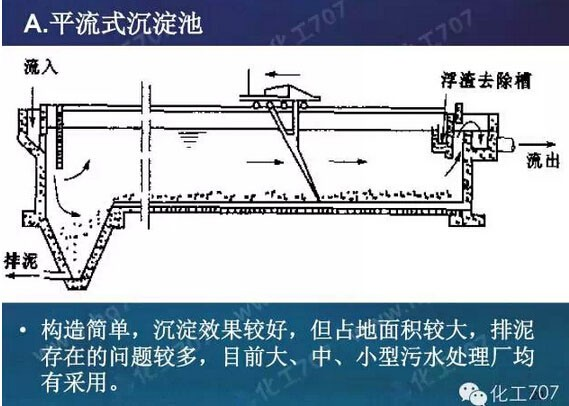 A.平流式沉淀池
流入
浮渣去除槽
流出
排泥
• 构造简单，沉淀效果较好，但占地面积较大，排泥
存在的问题较多，目前大、中、小型污水处理厂均
有采用。
化工707